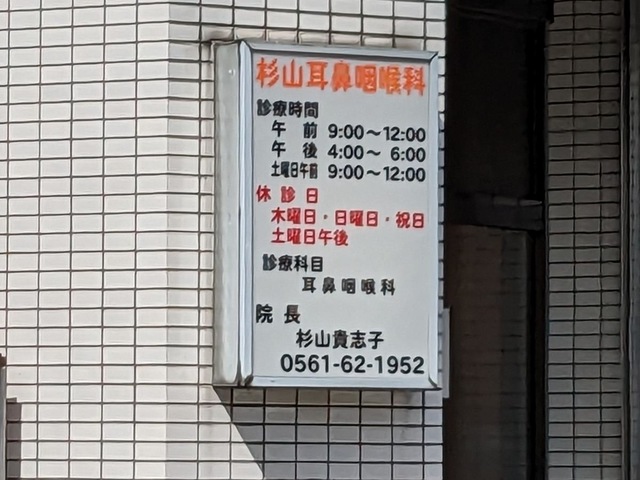 杉山耳鼻咽喉科
診療時間
午 前 9:00～12:00
午 後 4:00～ 6:00
土曜日午前 9:00～12:00
休 診 日
木曜日・日曜日・祝日
土曜日午後
診療科目
耳鼻咽喉科
院 長
杉山貴志子
0561-62-1952